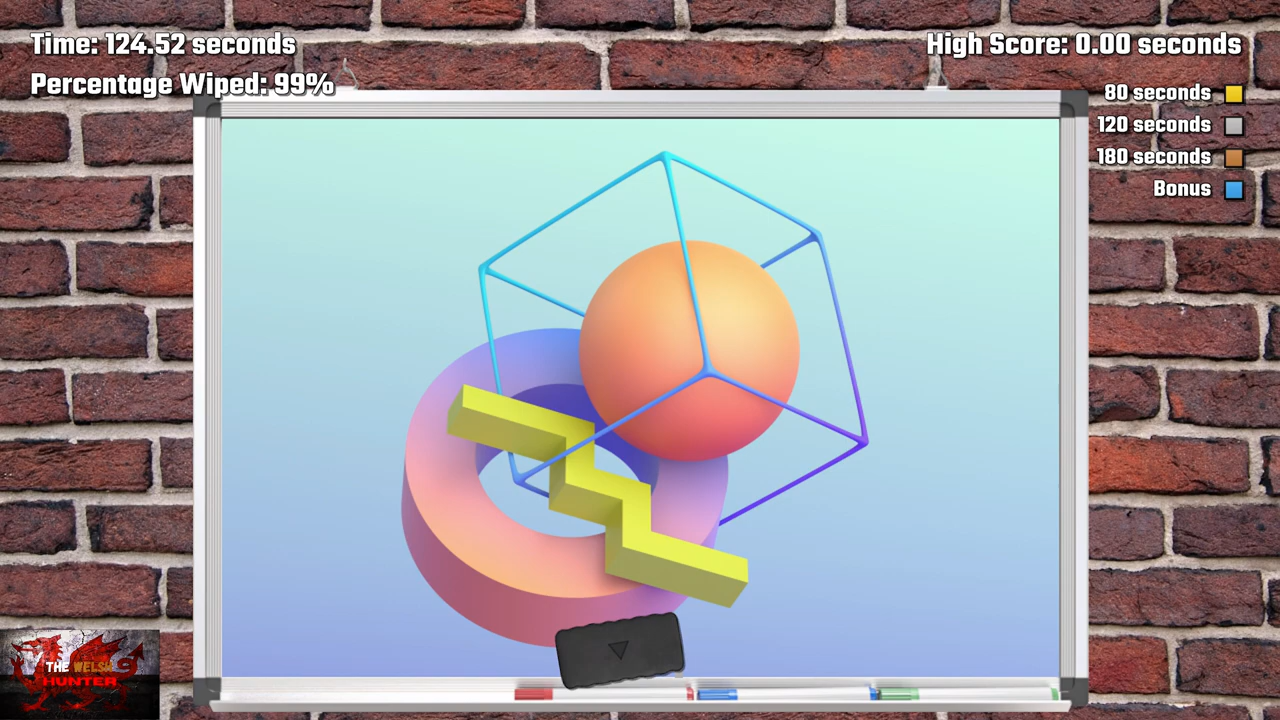 Time: 124.52 seconds
High Score: 0.00 seconds
Percentage Wiped: 99%
80 seconds
120 seconds
180 seconds
Bonus
THE WELSH
HUNTER